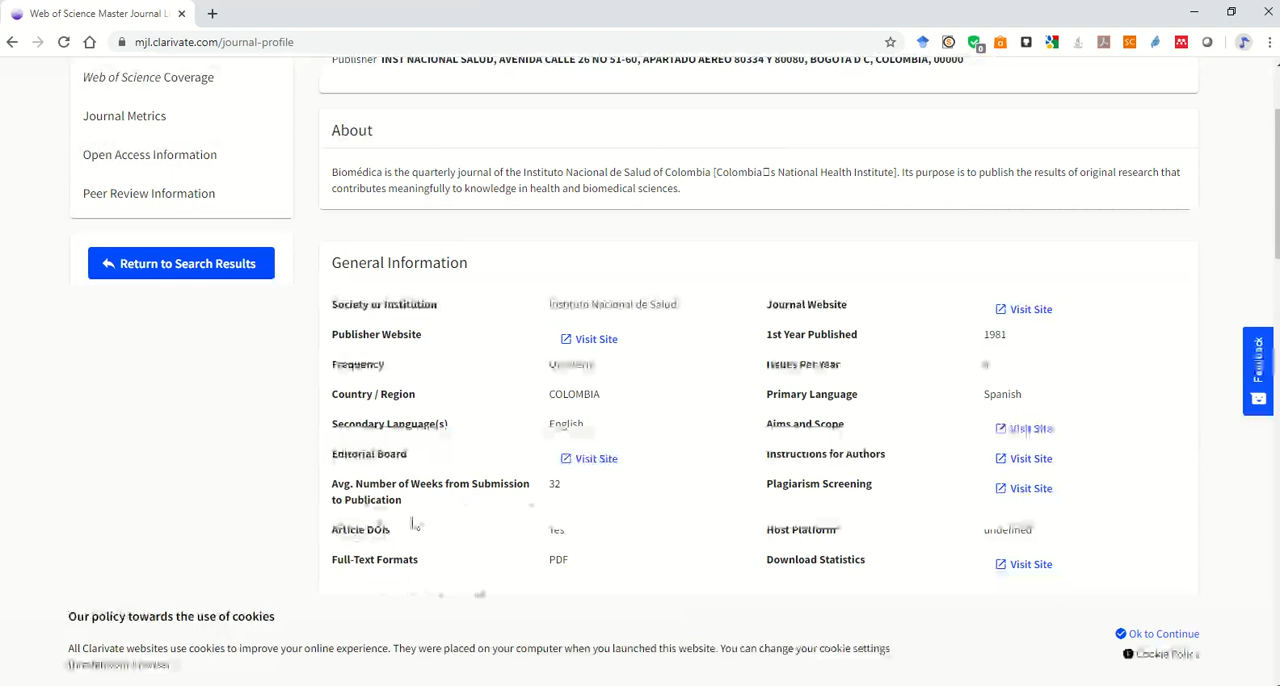 Web of Science Master Journal L
mjl.clarivate.com/journal-profile
Web of Science Coverage
Journal Metrics
Open Access Information
Peer Review Information
Return to Search Results
Publisher INST NACIONAL SALUD, AVENIDA CALLE 26 NO 51-60, APARTADO AEREO 80334 Y 80080, BOGOTA D C, COLOMBIA, 00000
About
Biomédica is the quarterly journal of the Instituto Nacional de Salud of Colombia [Colombia□s National Health Institute]. Its purpose is to publish the results of original research that
contributes meaningfully to knowledge in health and biomedical sciences.
General Information
Society or Institution Instituto Nacional de Salud Journal Website Visit Site
Publisher Website Visit Site 1st Year Published 1981
Frequency Issues Per Year
Country / Region COLOMBIA Primary Language Spanish
Secondary Language(s) English Aims and Scope Visit Site
Editorial Board Visit Site Instructions for Authors Visit Site
Avg. Number of Weeks from Submission 32 Plagiarism Screening Visit Site
to Publication
Article DOIs Yes Host Platform undefined
Full-Text Formats PDF Download Statistics Visit Site
Feedback
Our policy towards the use of cookies
All Clarivate websites use cookies to improve your online experience. They were placed on your computer when you launched this website. You can change your cookie settings
Ok to Continue
Cookie Policy